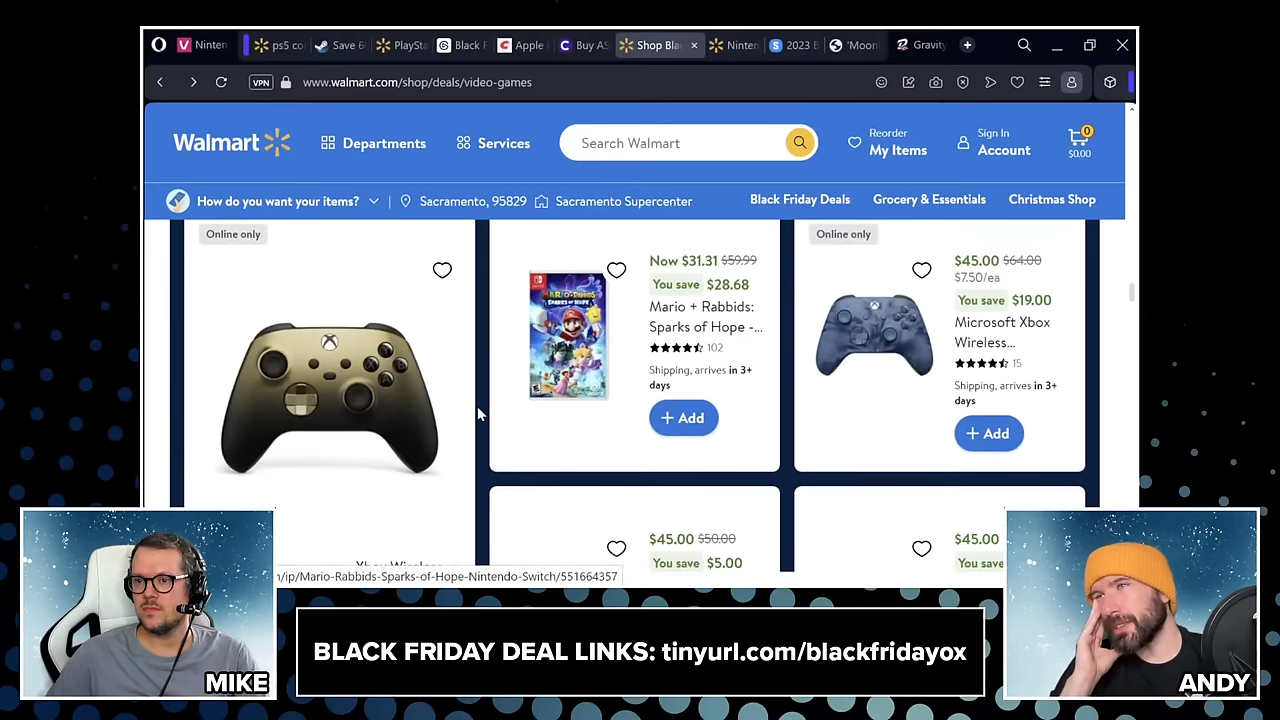 Ninten
ps5 co
Save 6
PlaySta
Black F
Apple
Buy AS
Shop Bla
Ninten
2023 B
'Moon
Gravity
VPN
www.walmart.com/shop/deals/video-games
Walmart
Departments
Services
Search Walmart
Reorder
My Items
Sign In
Account
0
$0.00
How do you want your items?
Sacramento, 95829
Sacramento Supercenter
Black Friday Deals
Grocery & Essentials
Christmas Shop
Online only
Now $31.31 $59.99
You save $28.68
Mario + Rabbids:
Sparks of Hope -...
102
Shipping, arrives in 3+
days
+ Add
Online only
$45.00 $64.00
$7.50/ea
You save $19.00
Microsoft Xbox
Wireless...
15
Shipping, arrives in 3+
days
+ Add
MARIO+RABBIDS
SPARKS OF HOPE
X
B
A
$45.00 $50.00
You save $5.00
$45.00
You save
/ip/Mario-Rabbids-Sparks-of-Hope-Nintendo-Switch/551664357
MIKE
BLACK FRIDAY DEAL LINKS: tinyurl.com/blackfridayox
ANDY